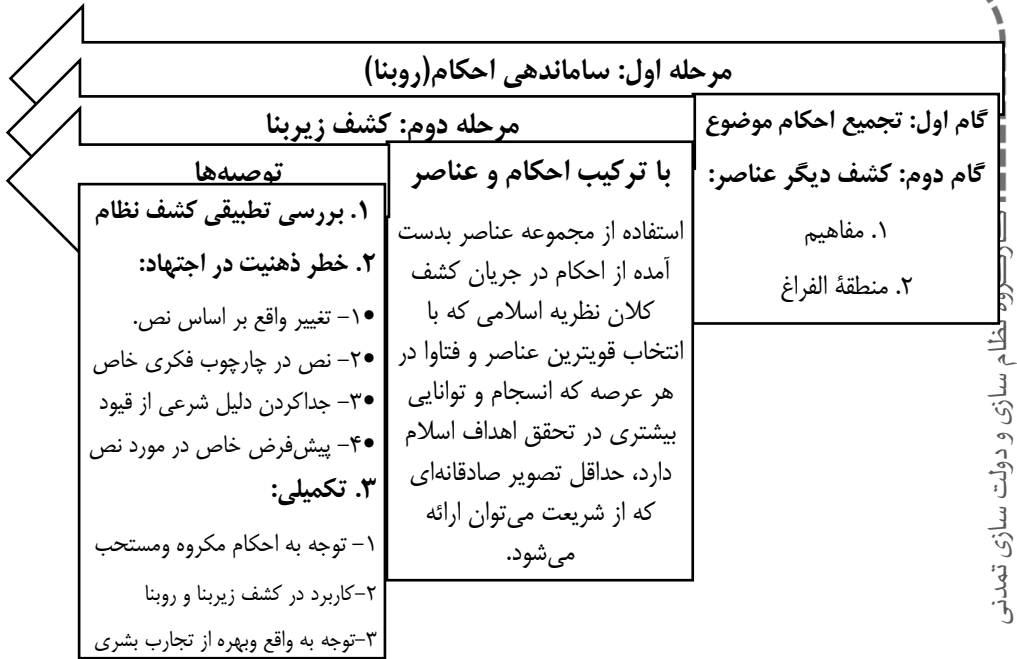 مرحله اول: ساماندهی احکام(روبنا)
گام اول: تجمیع احکام موضوع
گام دوم: کشف دیگر عناصر:
۱. مفاهیم
۲. منطقة الفراغ
مرحله دوم: کشف زیربنا
با ترکیب احکام و عناصر
استفاده از مجموعه عناصر بدست
آمده از احکام در جریان کشف
کلان نظریه اسلامی که با
انتخاب قویترین عناصر و فتاوا در
هر عرصه که انسجام و توانایی
بیشتری در تحقق اهداف اسلام
دارد، حداقل تصویر صادقانه‌ای
که از شریعت می‌توان ارائه
می‌شود.
توصیه‌ها
۱. بررسی تطبیقی کشف نظام
۲. خطر ذهنیت در اجتهاد:
●۱- تغییر واقع بر اساس نص.
●۲- نص در چارچوب فکری خاص
●۳- جداکردن دلیل شرعی از قیود
●۴- پیش‌فرض خاص در مورد نص
۳. تکمیلی:
۱- توجه به احکام مکروه ومستحب
۲-کاربرد در کشف زیربنا و روبنا
۳-توجه به واقع وبهره از تجارب بشری
نظام سازی و دولت سازی تمدنی